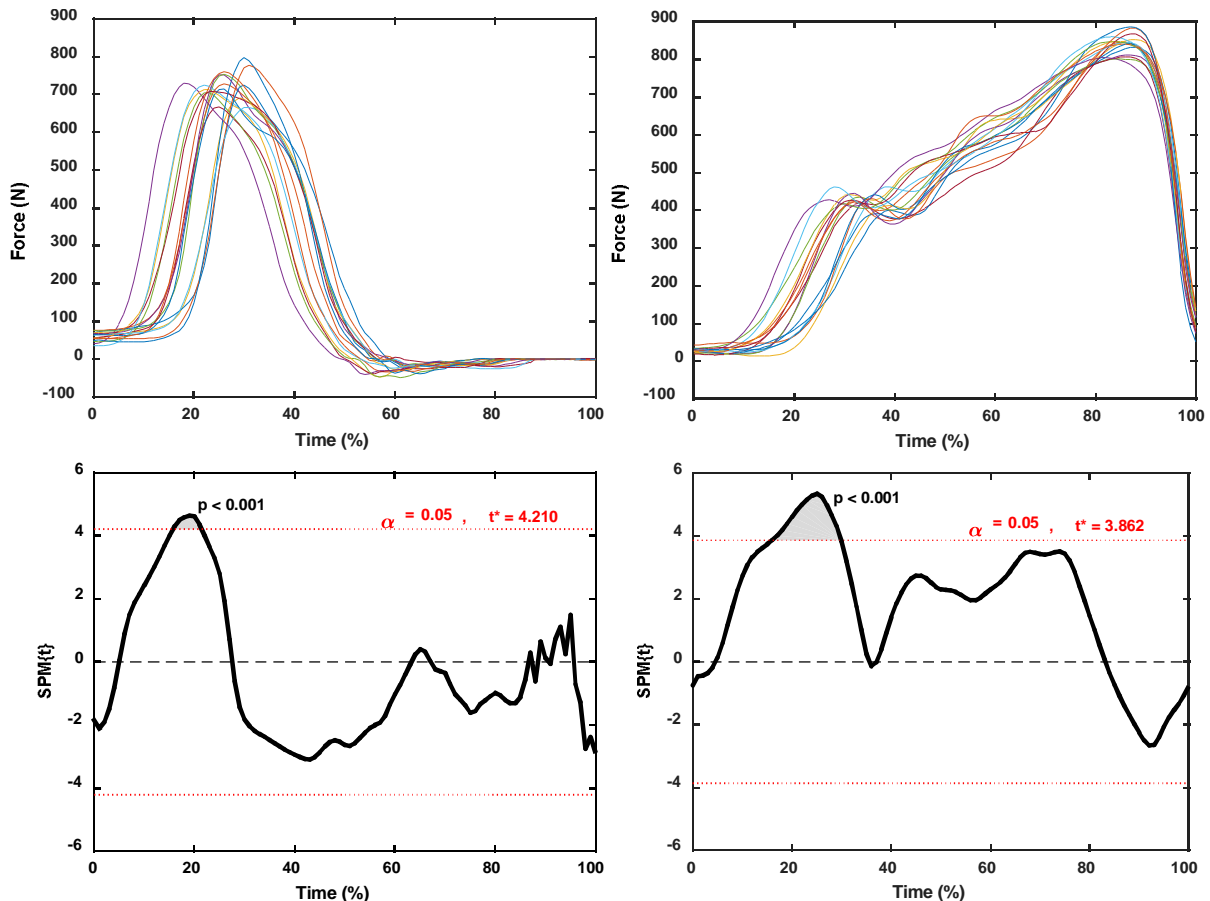 900
800
700
600
500
400
300
200
100
0
-100
Force (N)
0 20 40 60 80 100
Time (%)
900
800
700
600
500
400
300
200
100
0
-100
Force (N)
0 20 40 60 80 100
Time (%)
6
4
2
0
-2
-4
-6
SPM{t}
p < 0.001
α = 0.05 , t* = 4.210
0 20 40 60 80 100
Time (%)
6
4
2
0
-2
-4
-6
SPM{t}
p < 0.001
α = 0.05 , t* = 3.862
0 20 40 60 80 100
Time (%)